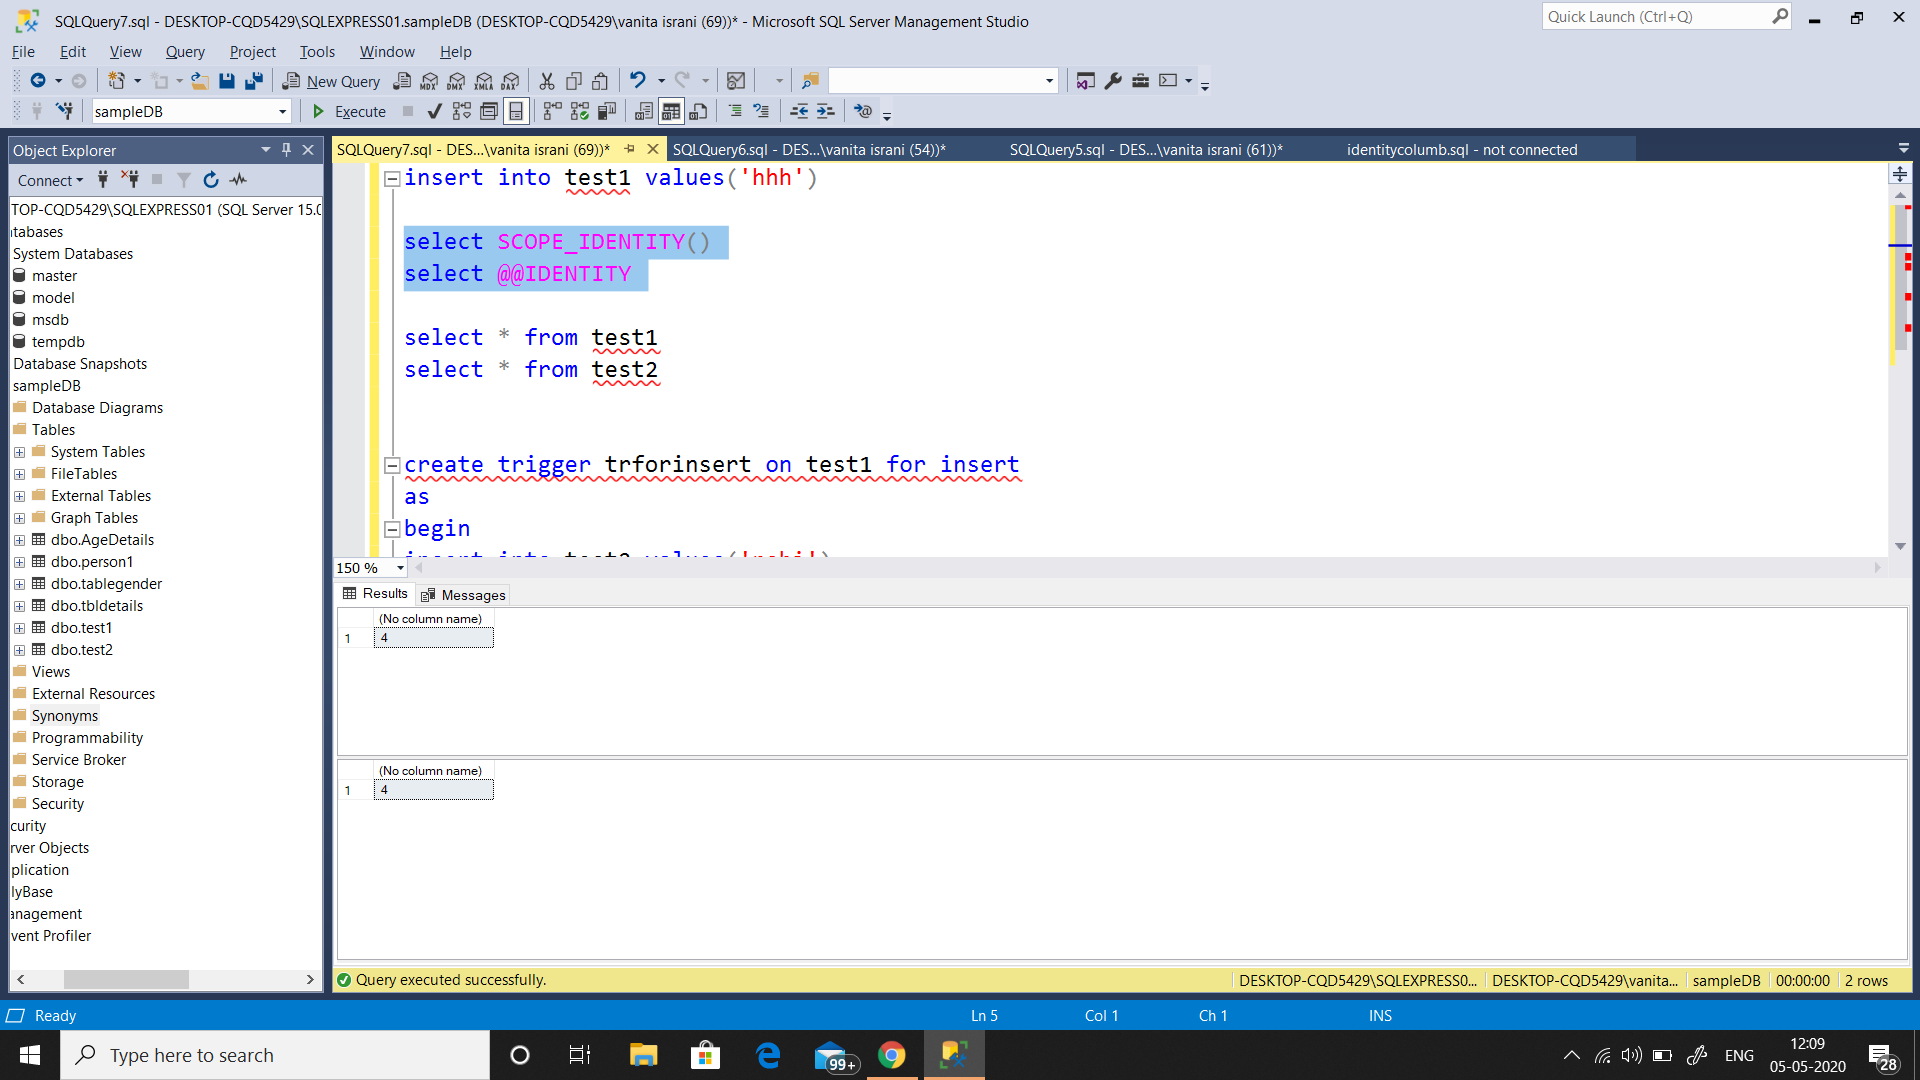 SQLQuery7.sql - DESKTOP-CQD5429\SQLEXPRESS01.sampleDB (DESKTOP-CQD5429\vanita israni (69))* - Microsoft SQL Server Management Studio
Quick Launch (Ctrl+Q)
File Edit View Query Project Tools Window Help
New Query MDX DMX XMLA DAX
sampleDB Execute
Object Explorer
Connect
TOP-CQD5429\SQLEXPRESS01 (SQL Server 15.0
tabases
System Databases
master
model
msdb
tempdb
Database Snapshots
sampleDB
Database Diagrams
Tables
System Tables
FileTables
External Tables
Graph Tables
dbo.AgeDetails
dbo.person1
dbo.tablegender
dbo.tbldetails
dbo.test1
dbo.test2
Views
External Resources
Synonyms
Programmability
Service Broker
Storage
Security
curity
rver Objects
plication
lyBase
anagement
vent Profiler
SQLQuery7.sql - DES...\vanita israni (69))* SQLQuery6.sql - DES...\vanita israni (54))* SQLQuery5.sql - DES...\vanita israni (61))* identitycolumb.sql - not connected
insert into test1 values('hhh')
select SCOPE_IDENTITY()
select @@IDENTITY
select * from test1
select * from test2
create trigger trforinsert on test1 for insert
as
begin
150 %
Results Messages
(No column name)
1 4
(No column name)
1 4
Query executed successfully. DESKTOP-CQD5429\SQLEXPRESS0... DESKTOP-CQD5429\vanita... sampleDB 00:00:00 2 rows
Ready Ln 5 Col 1 Ch 1 INS
Type here to search
99+
ENG
12:09
05-05-2020
28